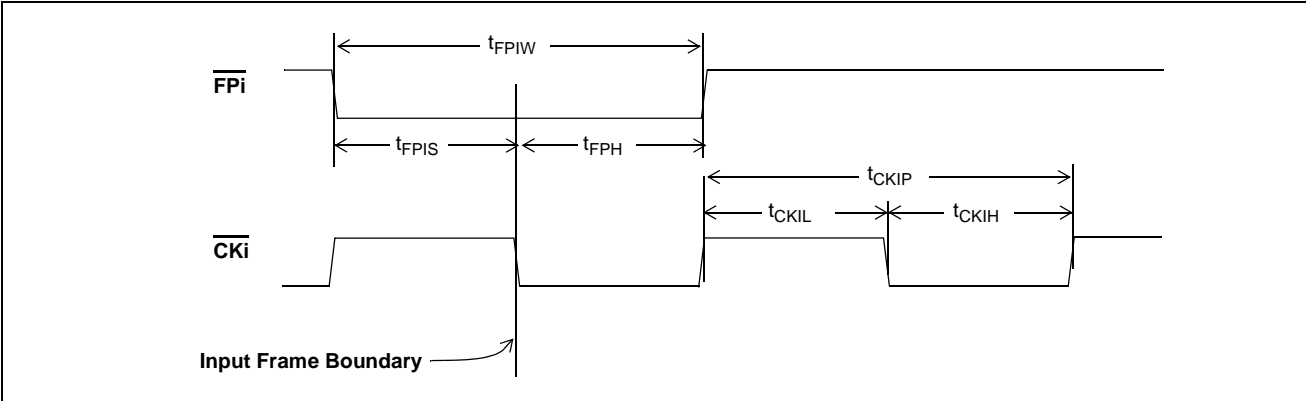 tFPIW
FPi
tFPIS
tFPH
tCKIP
tCKIL
tCKIH
CKi
Input Frame Boundary